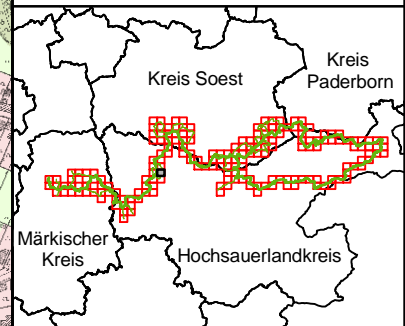 Kreis Soest
Kreis
Paderborn
Märkischer
Kreis
Hochsauerlandkreis